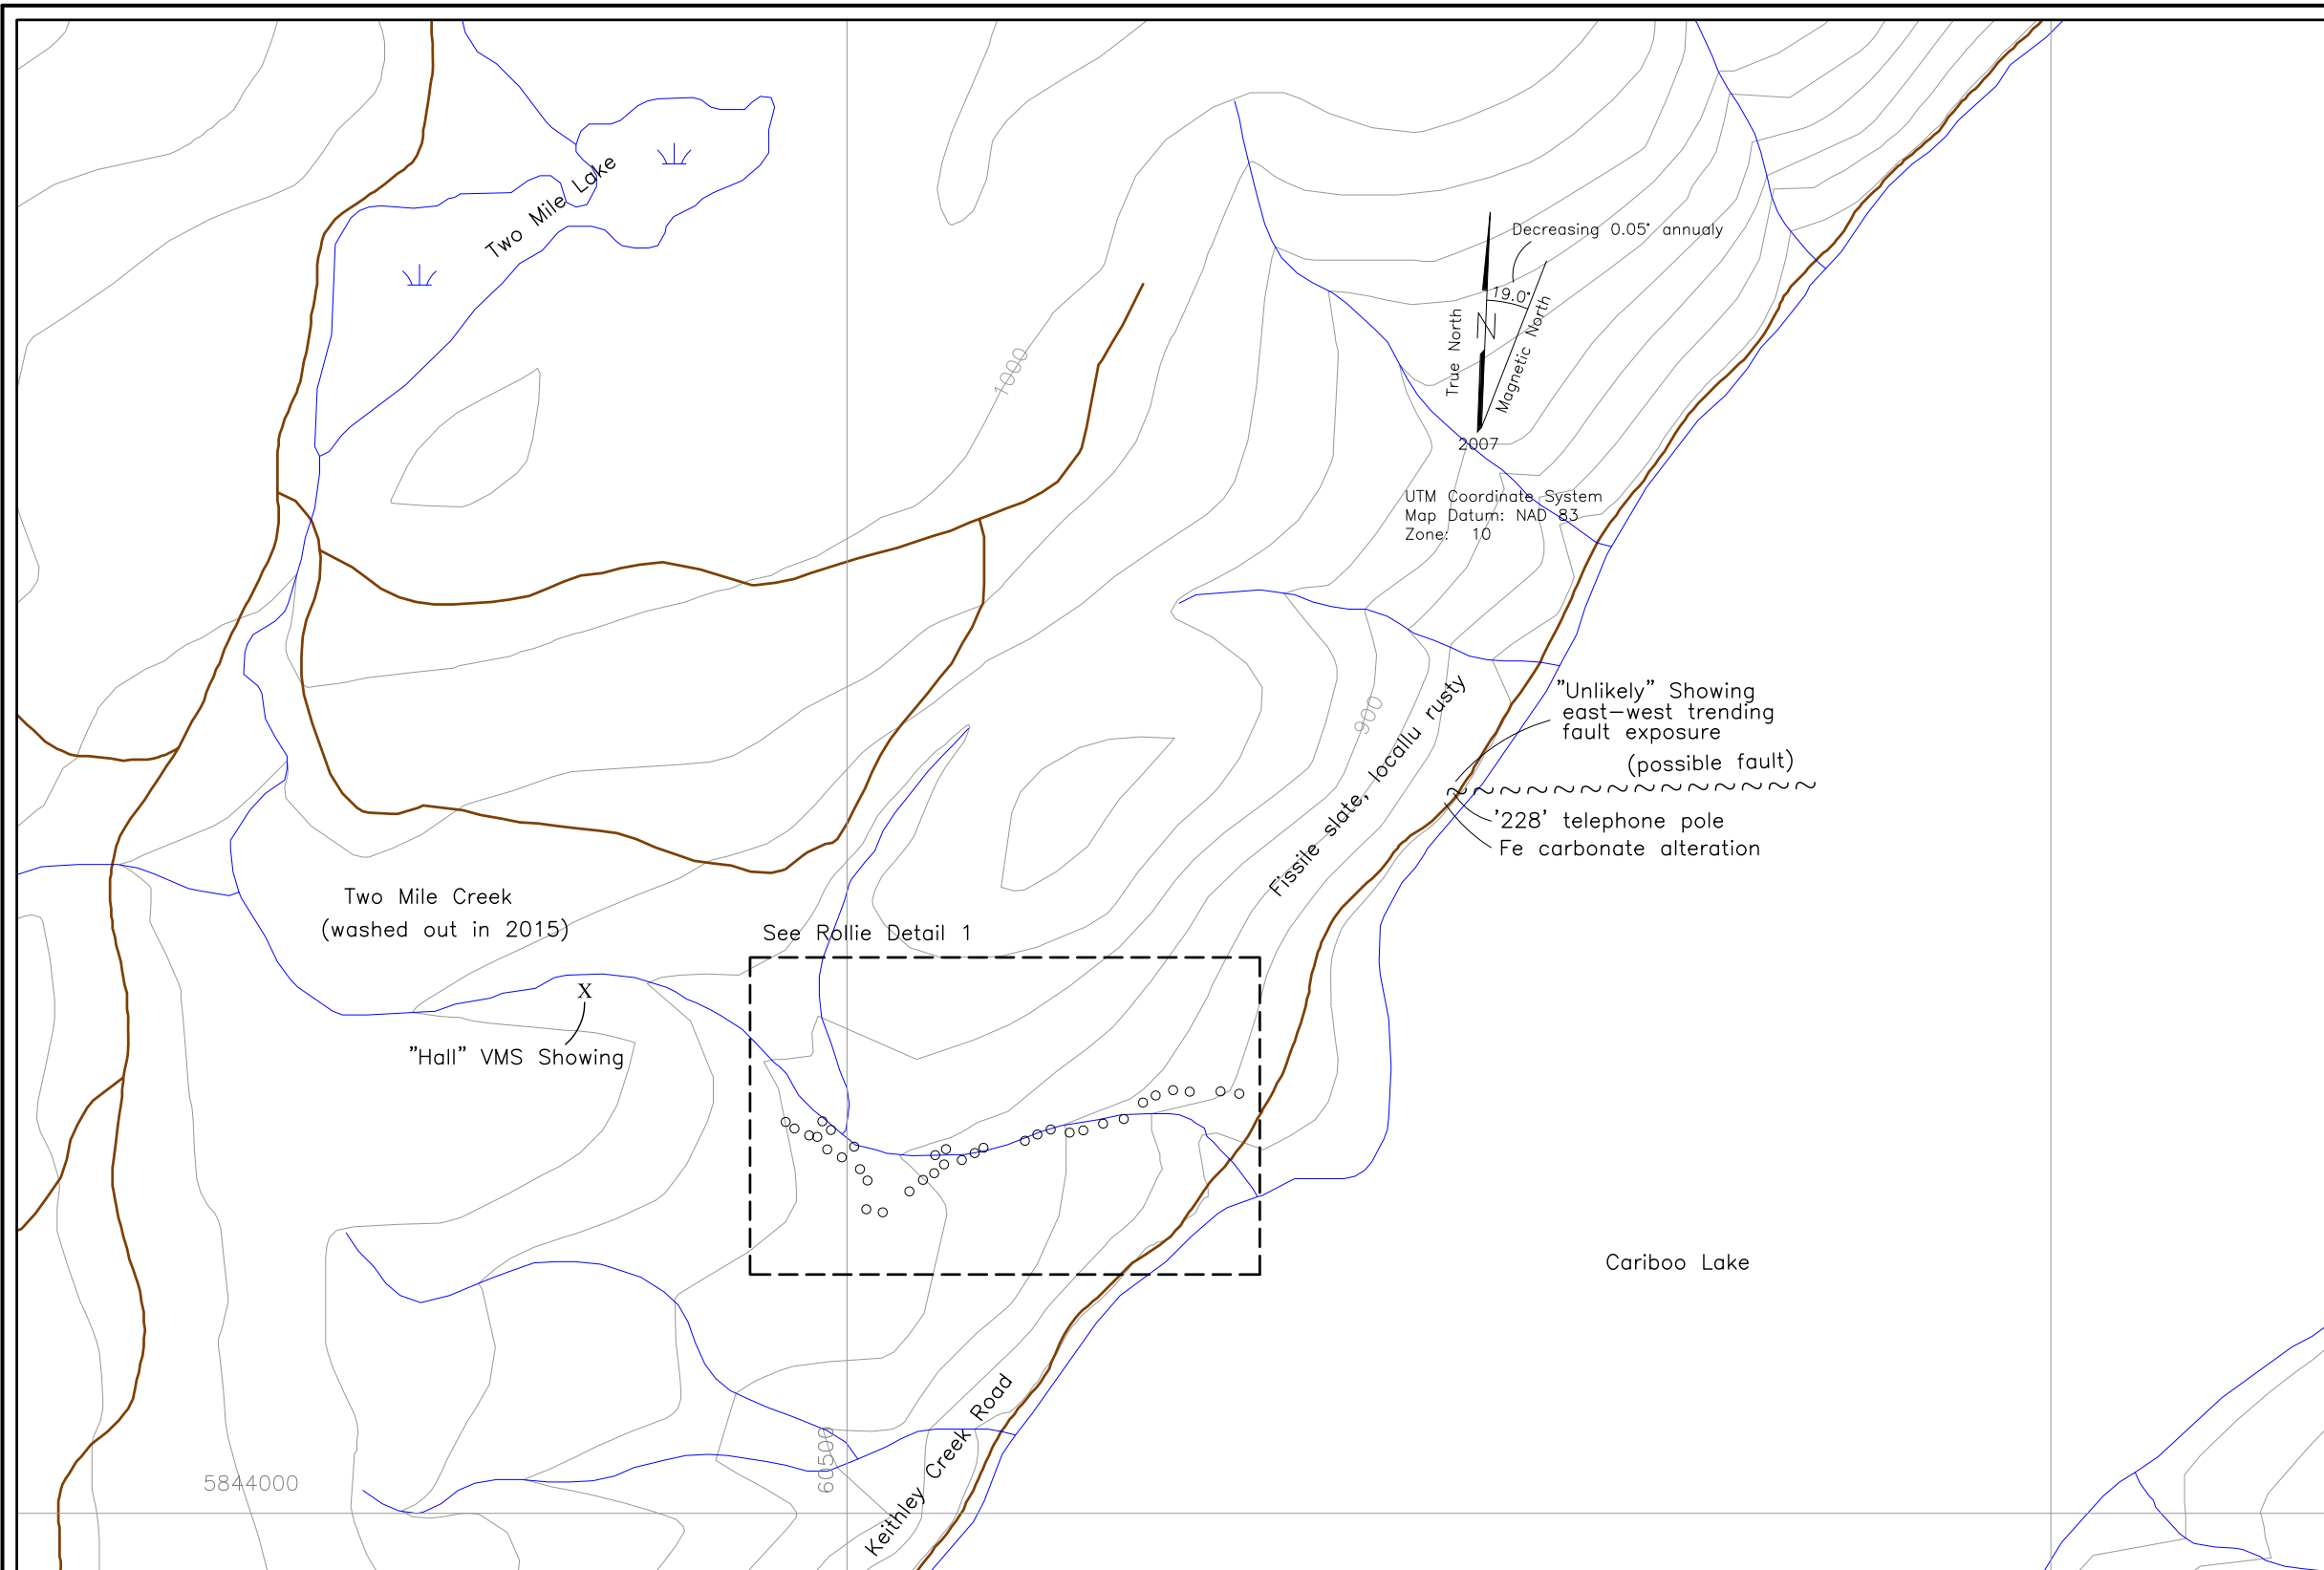 Two Mile Lake
Decreasing 0.05° annualy
19.0°
True North
N
Magnetic North
2007
1000
UTM Coordinate System
Map Datum: NAD 83
Zone: 10
"Unlikely" Showing
east-west trending
fault exposure
(possible fault)
'228' telephone pole
Fe carbonate alteration
900
Fissile slate, locallu rusty
Two Mile Creek
(washed out in 2015)
See Rollie Detail 1
X
"Hall" VMS Showing
Cariboo Lake
Keithley Creek Road
60500
5844000